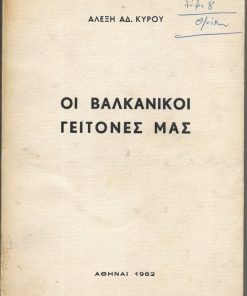 ΑΛΕΞΗ ΑΔ. ΚΥΡΟΥ
ΟΙ ΒΑΛΚΑΝΙΚΟΙ
ΓΕΙΤΟΝΕΣ ΜΑΣ
ΑΘΗΝΑΙ 1962